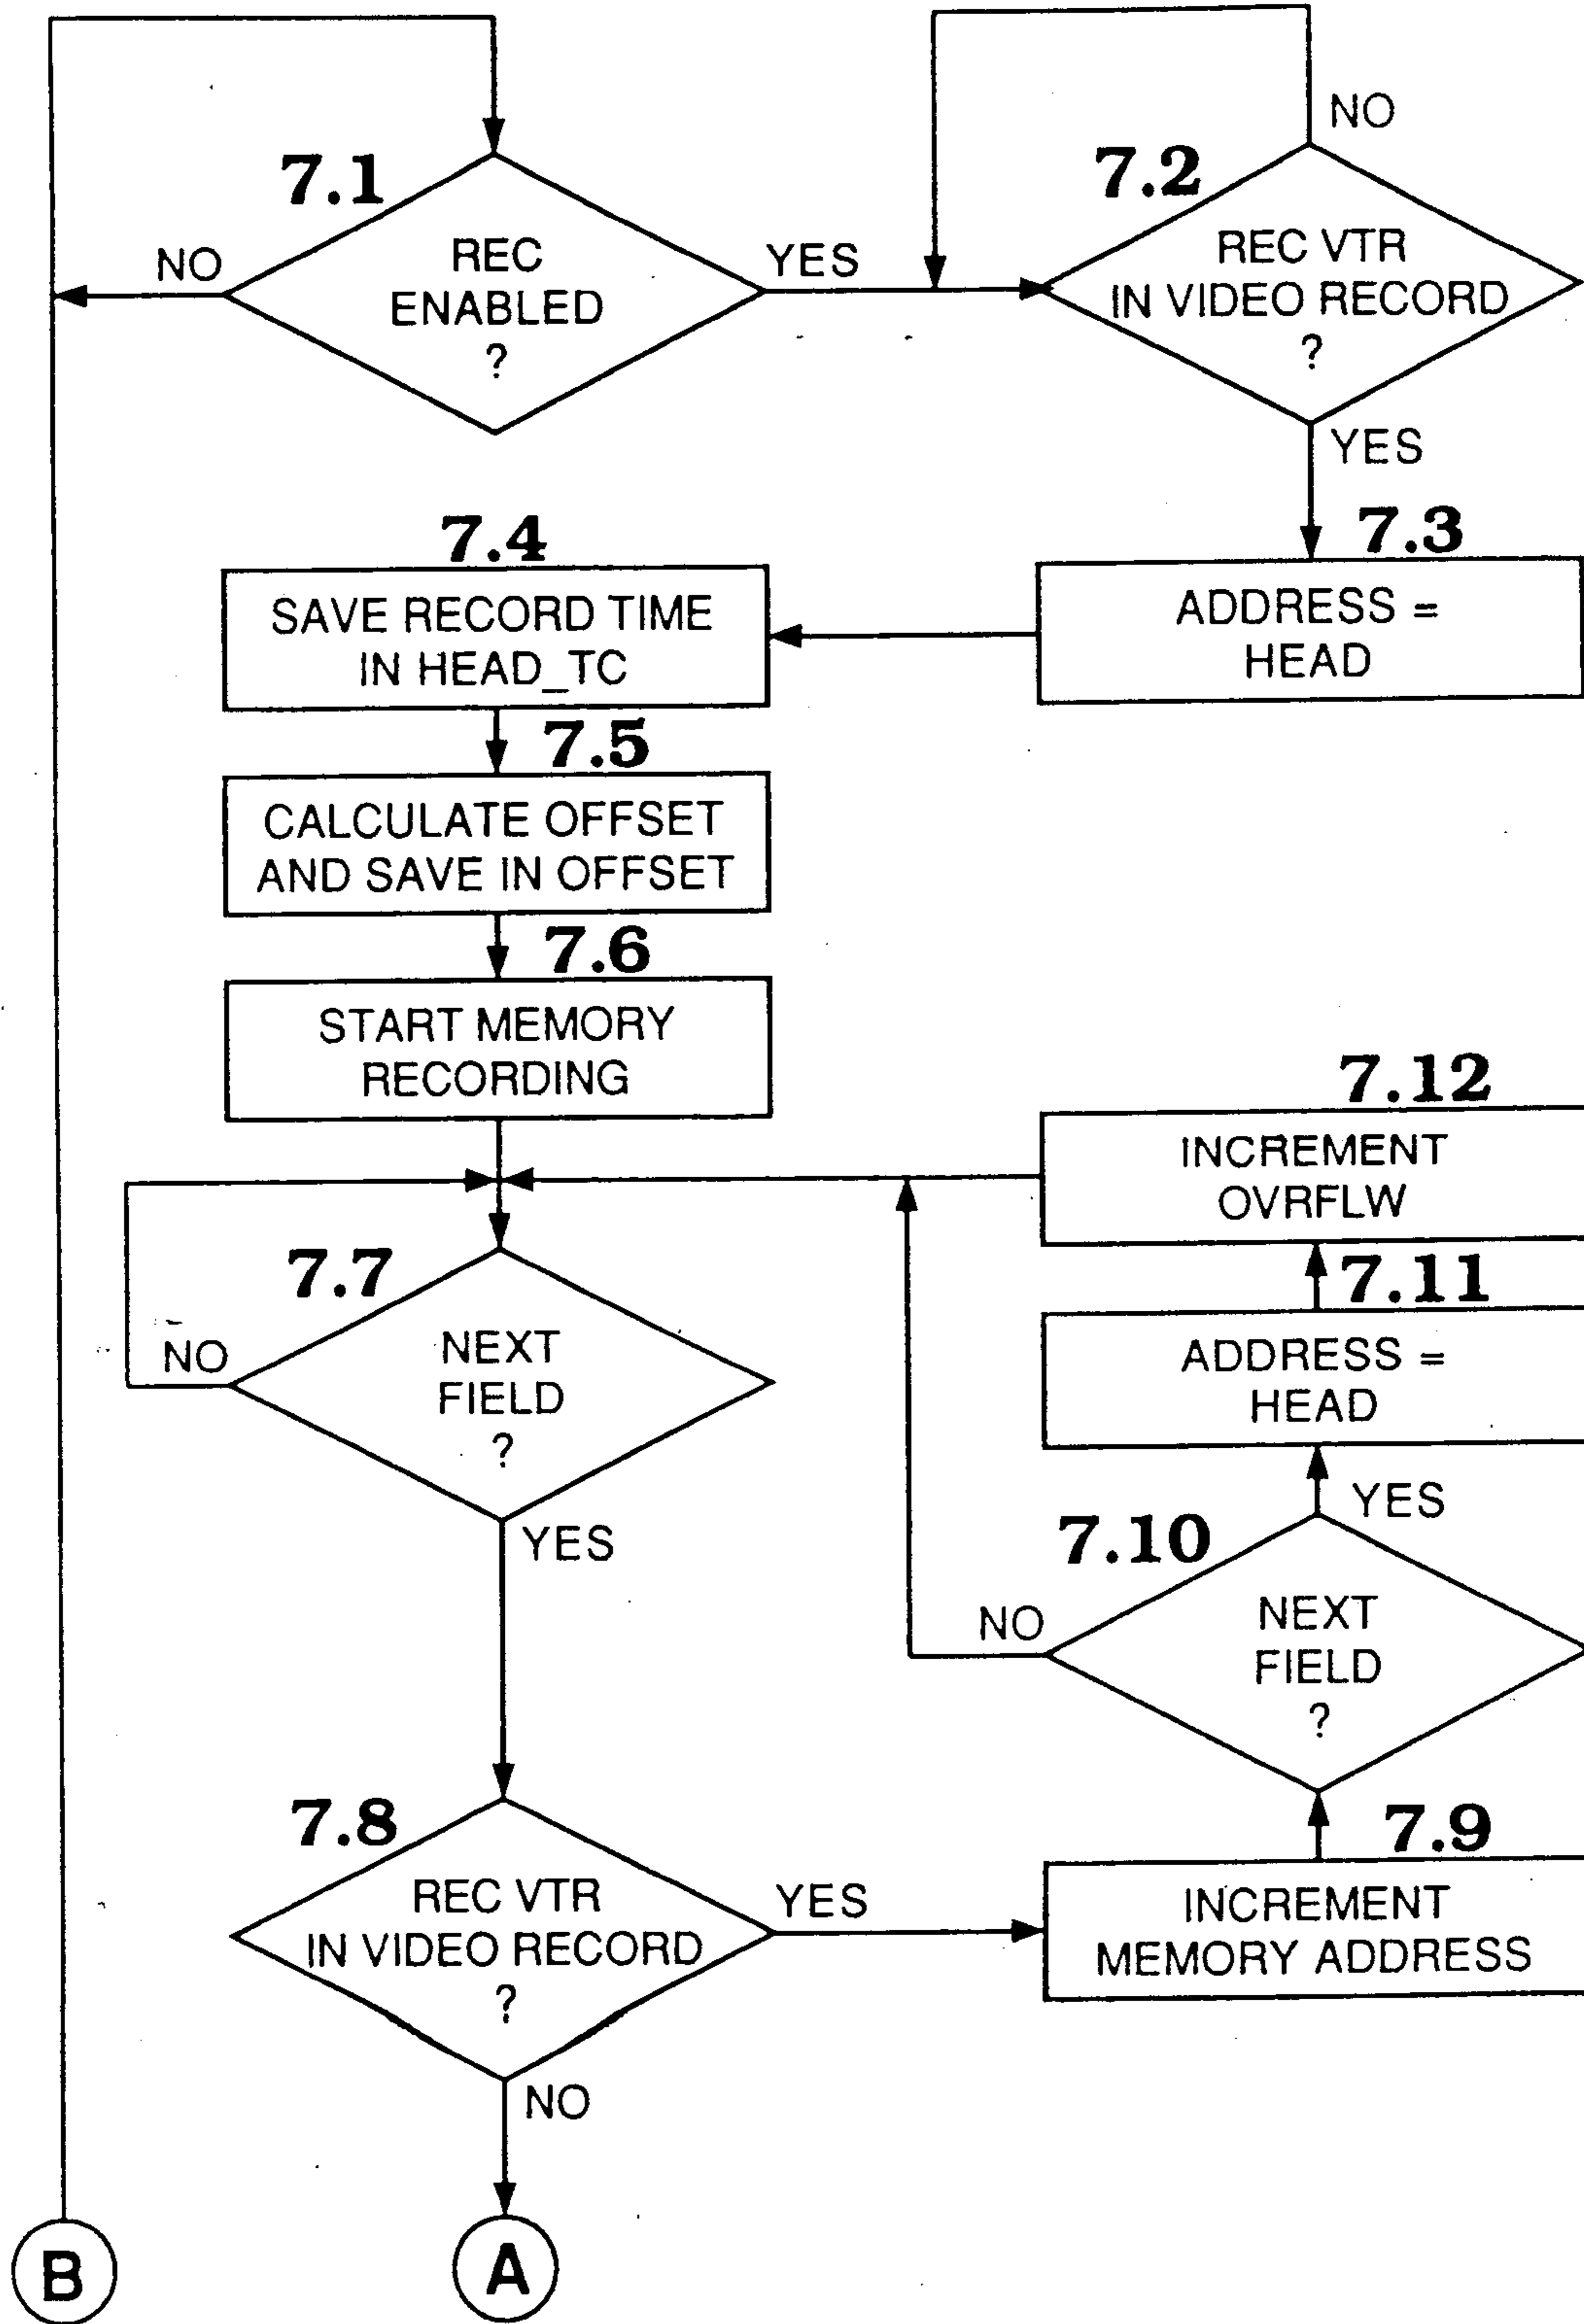 7.1
REC
ENABLED
?
NO
YES
7.2
REC VTR
IN VIDEO RECORD
?
NO
YES
7.3
ADDRESS =
HEAD
7.4
SAVE RECORD TIME
IN HEAD_TC
7.5
CALCULATE OFFSET
AND SAVE IN OFFSET
7.6
START MEMORY
RECORDING
7.7
NEXT
FIELD
?
NO
YES
7.8
REC VTR
IN VIDEO RECORD
?
YES
NO
7.9
INCREMENT
MEMORY ADDRESS
7.10
NEXT
FIELD
?
NO
YES
7.11
ADDRESS =
HEAD
7.12
INCREMENT
OVRFLW
B
A